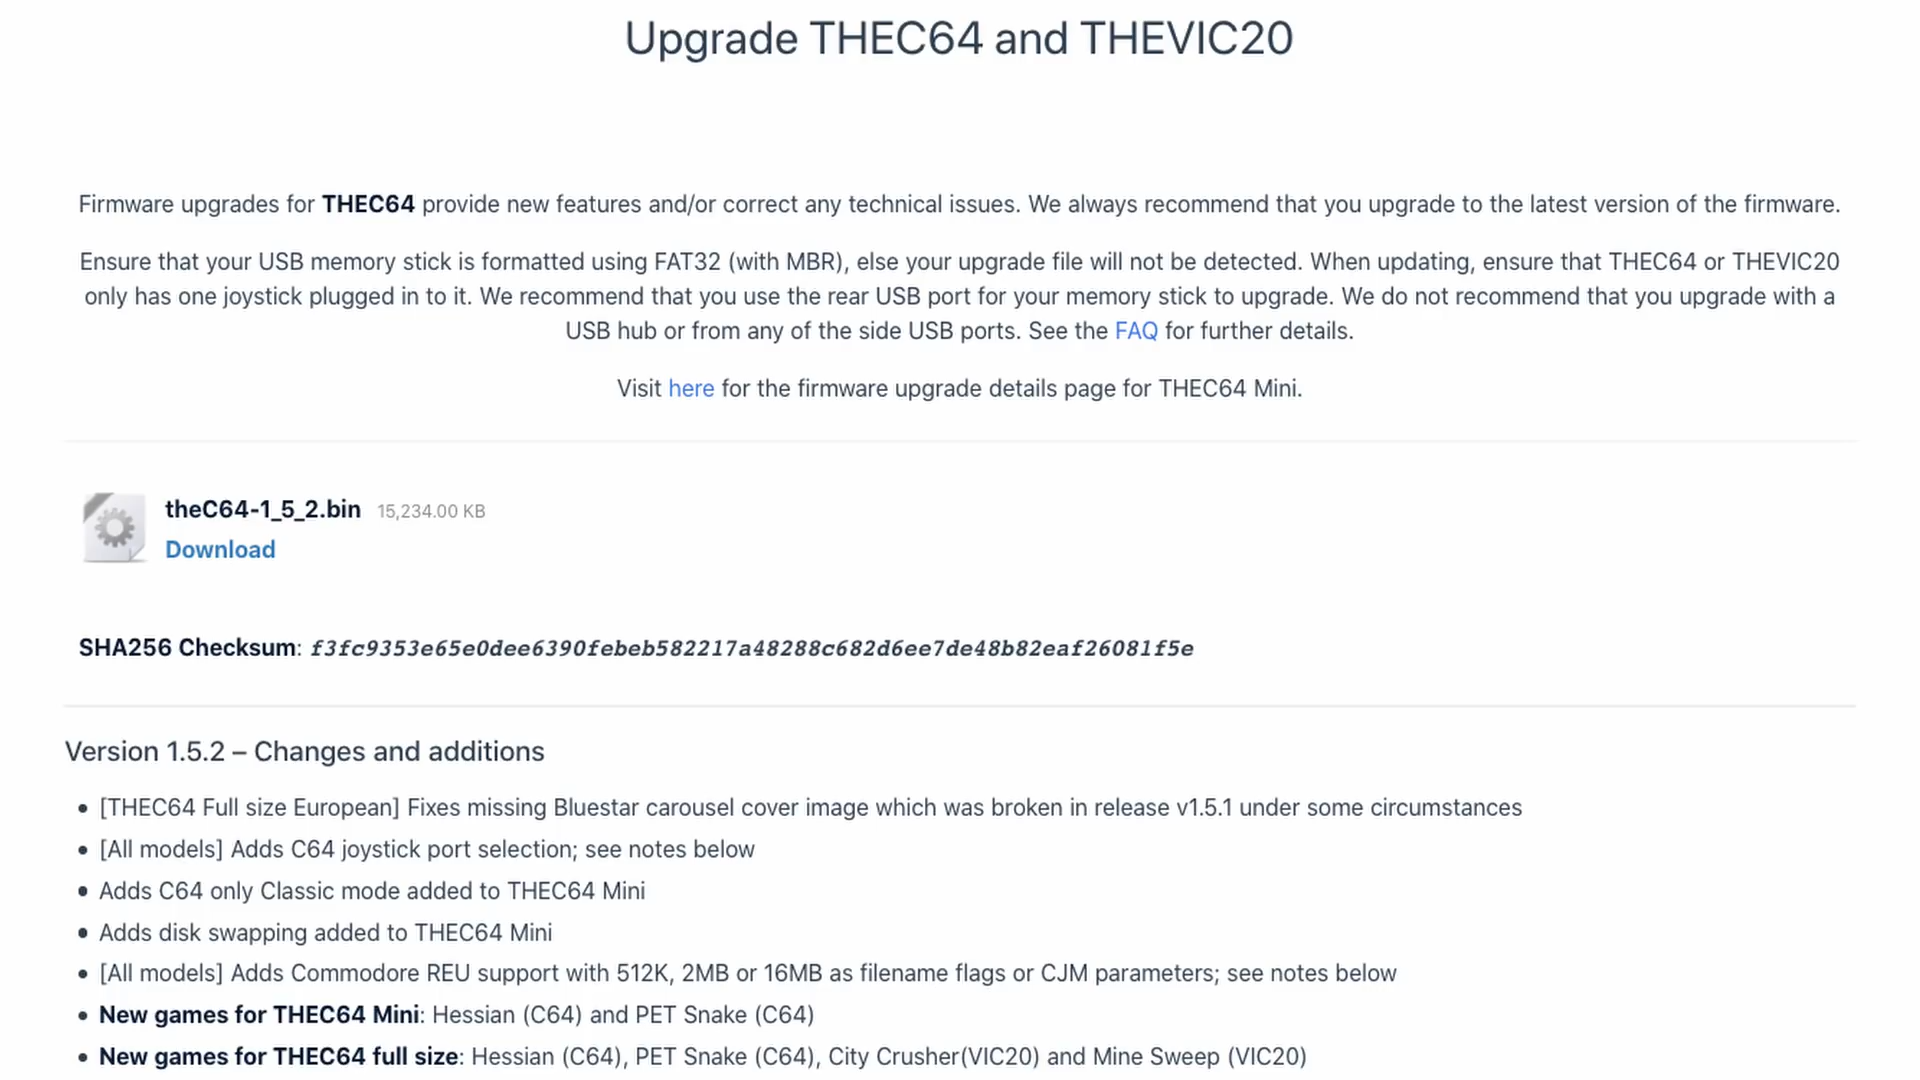 Upgrade THEC64 and THEVIC20
Firmware upgrades for THEC64 provide new features and/or correct any technical issues. We always recommend that you upgrade to the latest version of the firmware.
Ensure that your USB memory stick is formatted using FAT32 (with MBR), else your upgrade file will not be detected. When updating, ensure that THEC64 or THEVIC20
only has one joystick plugged in to it. We recommend that you use the rear USB port for your memory stick to upgrade. We do not recommend that you upgrade with a
USB hub or from any of the side USB ports. See the FAQ for further details.
Visit here for the firmware upgrade details page for THEC64 Mini.
theC64-1_5_2.bin 15,234.00 KB
Download
SHA256 Checksum: f3fc9353e65e0dee6390febeb582217a48288c682d6ee7de48b82eaf26081f5e
Version 1.5.2 – Changes and additions
• [THEC64 Full size European] Fixes missing Bluestar carousel cover image which was broken in release v1.5.1 under some circumstances
• [All models] Adds C64 joystick port selection; see notes below
• Adds C64 only Classic mode added to THEC64 Mini
• Adds disk swapping added to THEC64 Mini
• [All models] Adds Commodore REU support with 512K, 2MB or 16MB as filename flags or CJM parameters; see notes below
• New games for THEC64 Mini: Hessian (C64) and PET Snake (C64)
• New games for THEC64 full size: Hessian (C64), PET Snake (C64), City Crusher(VIC20) and Mine Sweep (VIC20)